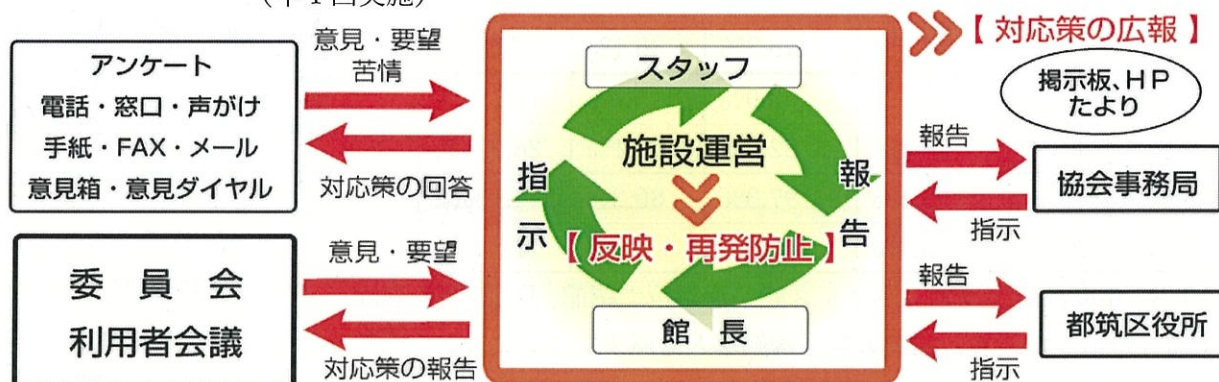 （年１回実施）
アンケート
電話・窓口・声がけ
手紙・FAX・メール
意見箱・意見ダイヤル
意見・要望
苦情
対応策の回答
委　員　会
利用者会議
意見・要望
対応策の報告
スタッフ
施設運営
指示
報告
【 反映・再発防止 】
館　長
【 対応策の広報 】
掲示板、ＨＰ
たより
報告
協会事務局
指示
報告
都筑区役所
指示